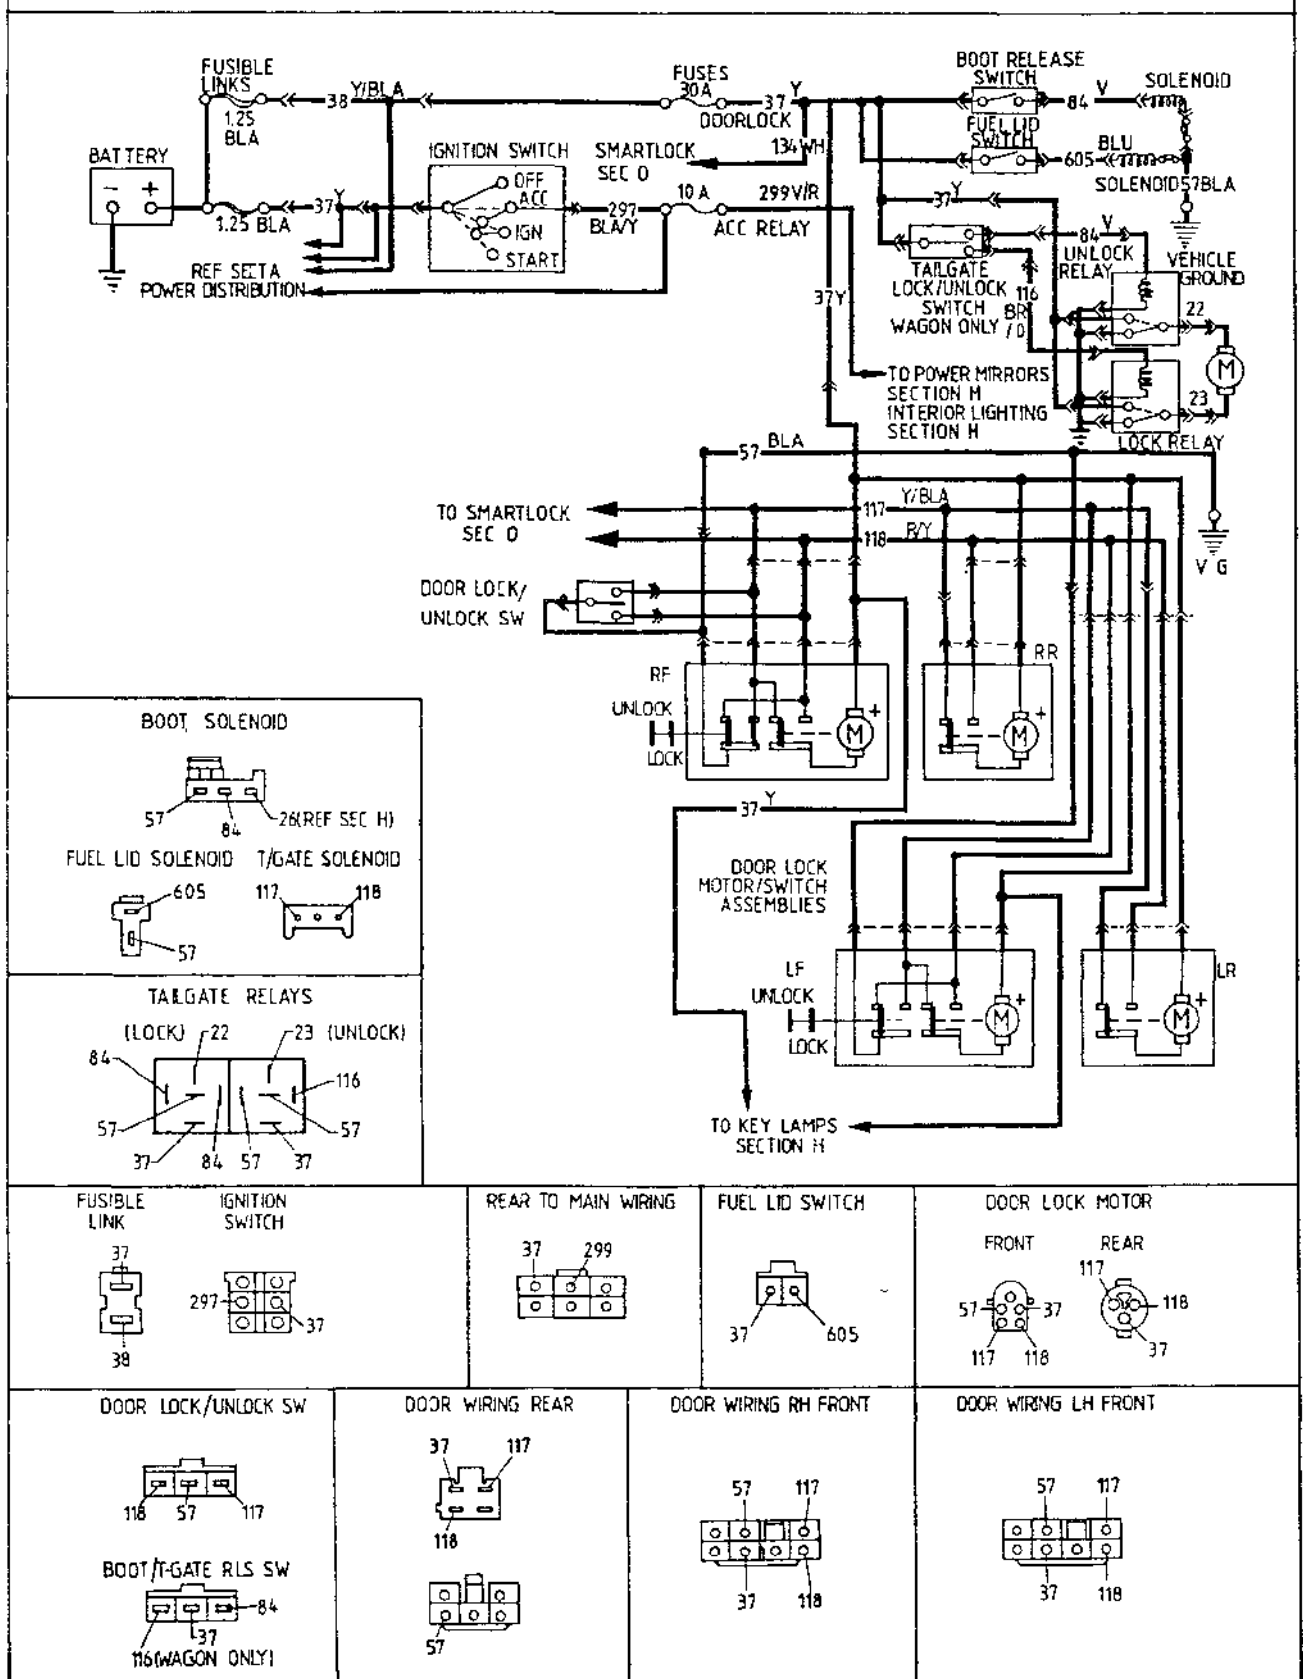 FUSIBLE
LINKS
1.25
BLA
38
Y/BLA
FUSES
30A
37
Y
DOORLOCK
BOOT RELEASE
SWITCH
84
V
SOLENOID
FUEL LID
SWITCH
605
BLU
SOLENOID 57BLA
BATTERY
- +
1.25 BLA
37
Y
IGNITION SWITCH
OFF
ACC
IGN
START
SMARTLOCK
SEC D
134WH
297
BLA/Y
10 A
299V/R
ACC RELAY
REF SECT.A
POWER DISTRIBUTION
37
Y
TAILGATE
LOCK/UNLOCK
SWITCH
WAGON ONLY
84
V
UNLOCK
RELAY
116
BR
/O
VEHICLE
GROUND
22
M
23
LOCK RELAY
37Y
TO POWER MIRRORS
SECTION M
INTERIOR LIGHTING
SECTION H
57
BLA
TO SMARTLOCK
SEC D
117
Y/BLA
118
R/Y
V G
DOOR LOCK/
UNLOCK SW
RF
UNLOCK
LOCK
M
+
RR
M
+
37
Y
DOOR LOCK
MOTOR/SWITCH
ASSEMBLIES
LF
UNLOCK
LOCK
M
+
LR
M
+
TO KEY LAMPS
SECTION H
BOOT SOLENOID
57
84
26(REF SEC H)
FUEL LID SOLENOID
605
57
T/GATE SOLENOID
117
118
TAILGATE RELAYS
(LOCK)
22
23
(UNLOCK)
84
116
57
57
37
84
57
37
FUSIBLE
LINK
37
38
IGNITION
SWITCH
297
37
REAR TO MAIN WIRING
37
299
FUEL LID SWITCH
37
605
DOOR LOCK MOTOR
FRONT
57
37
117
118
REAR
117
118
37
DOOR LOCK/UNLOCK SW
118
57
117
BOOT/T-GATE RLS SW
84
37
116(WAGON ONLY)
DOOR WIRING REAR
37
117
118
57
DOOR WIRING RH FRONT
57
117
37
118
DOOR WIRING LH FRONT
57
117
37
118